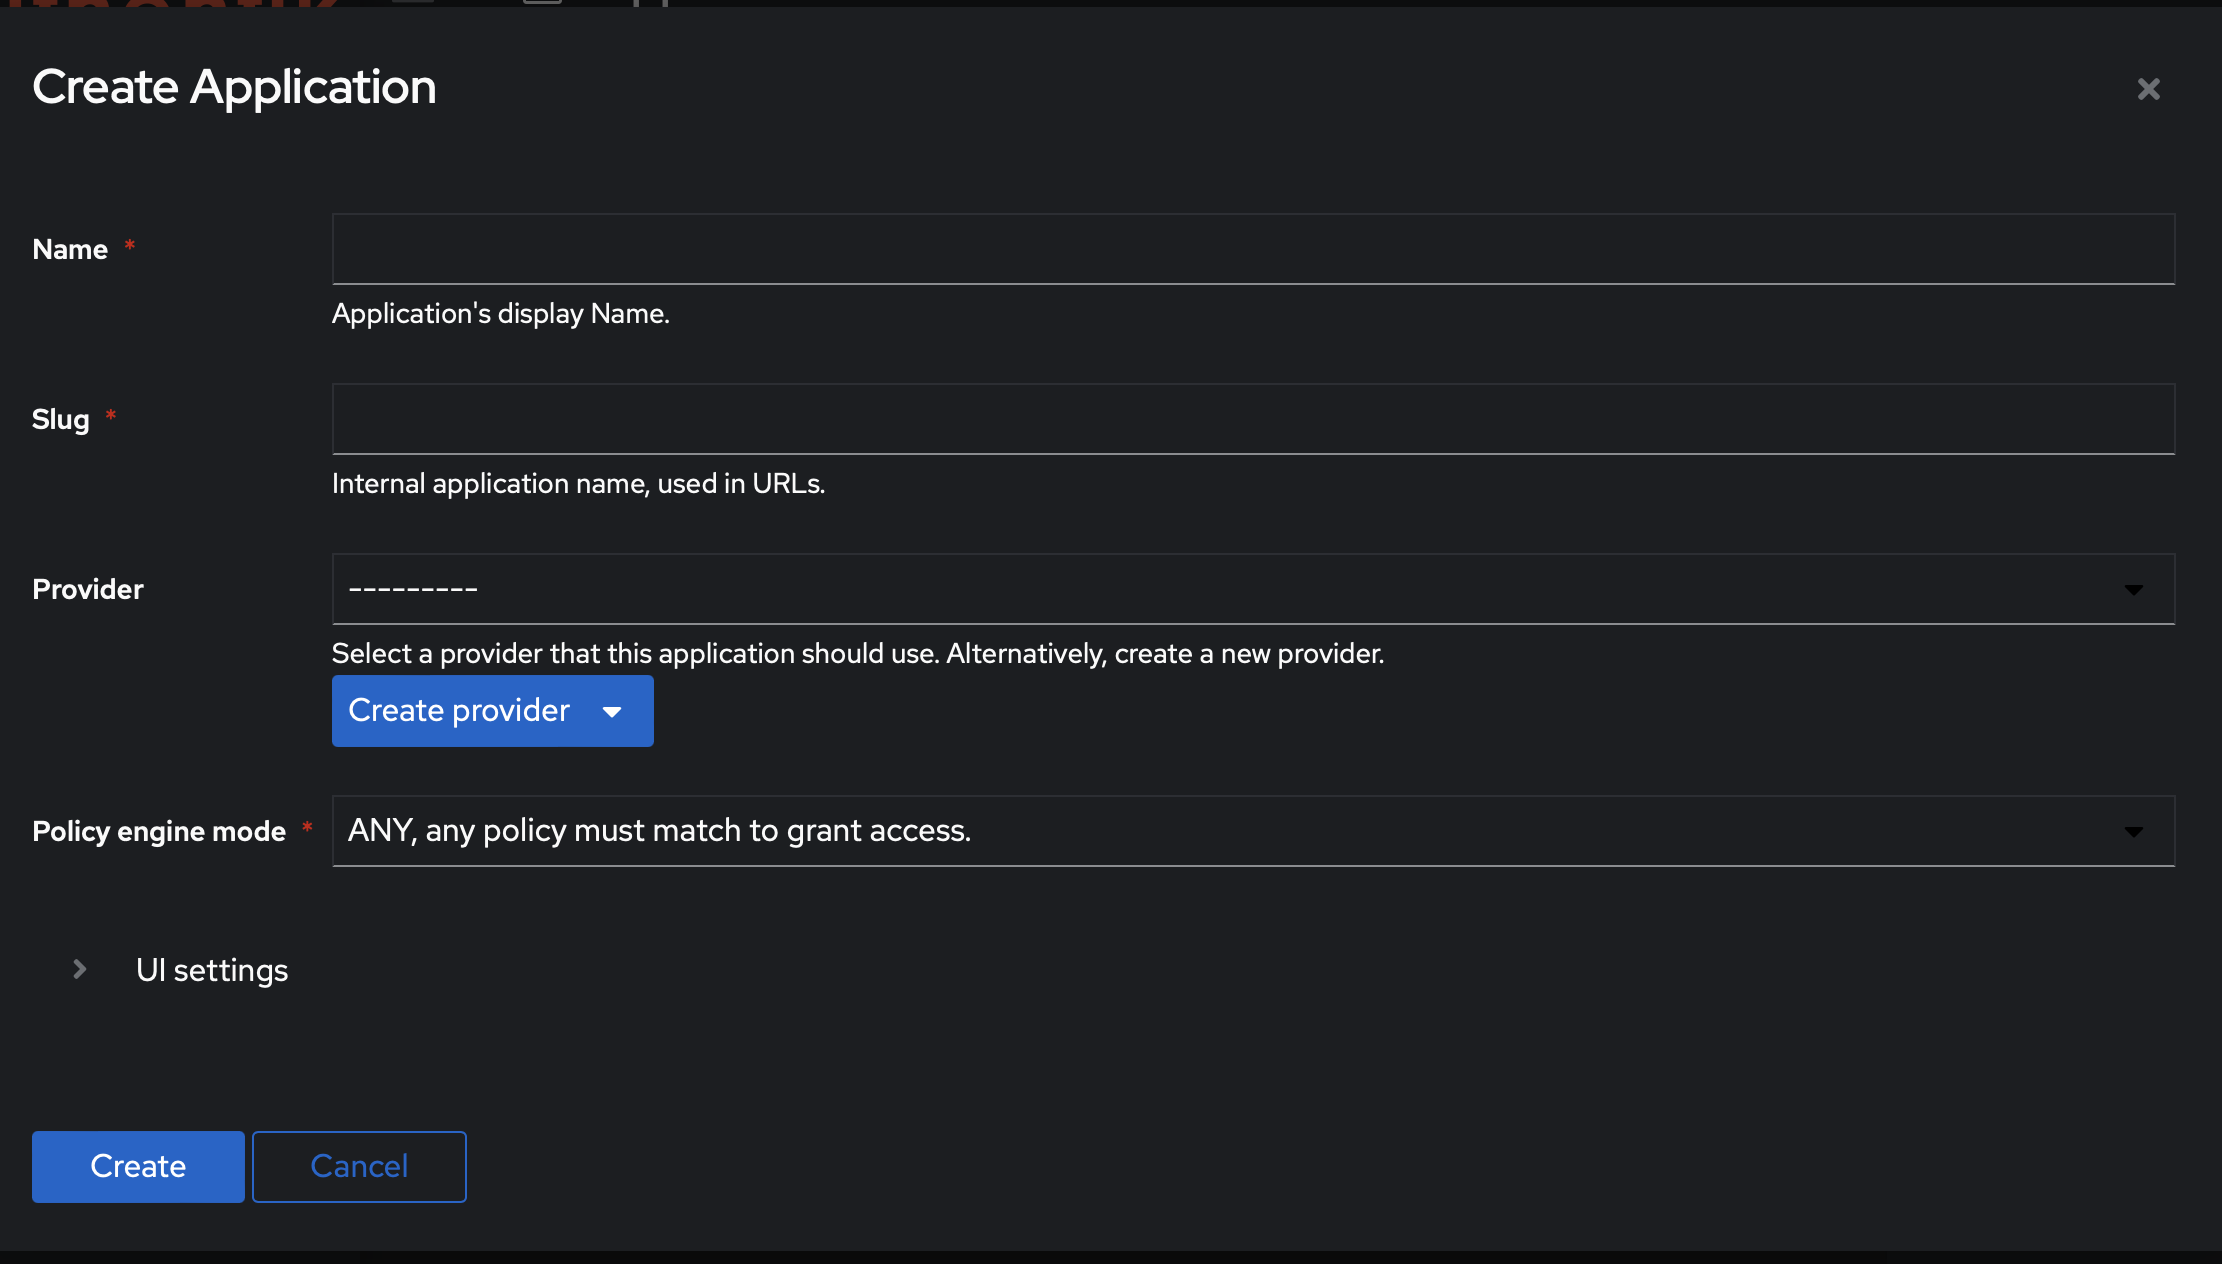 Create Application
Name *
Application's display Name.
Slug *
Internal application name, used in URLs.
Provider
---------
Select a provider that this application should use. Alternatively, create a new provider.
Create provider
Policy engine mode *
ANY, any policy must match to grant access.
UI settings
Create
Cancel